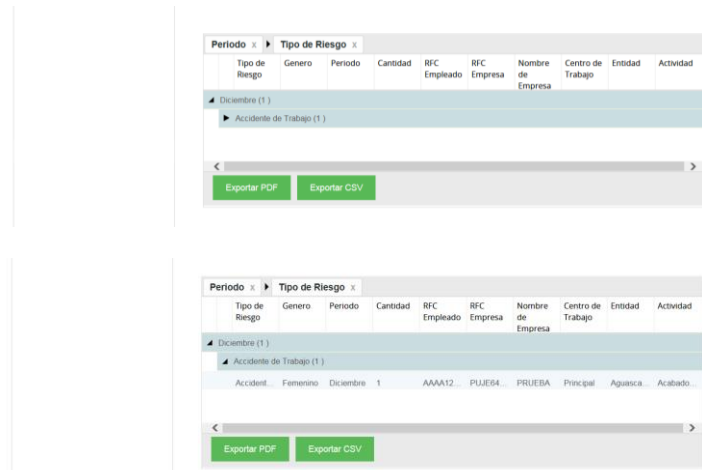 Periodo x Tipo de Riesgo x
Tipo de Riesgo Genero Periodo Cantidad RFC Empleado RFC Empresa Nombre de Empresa Centro de Trabajo Entidad Actividad
Diciembre (1 )
Accidente de Trabajo (1 )
Exportar PDF Exportar CSV
Periodo x Tipo de Riesgo x
Tipo de Riesgo Genero Periodo Cantidad RFC Empleado RFC Empresa Nombre de Empresa Centro de Trabajo Entidad Actividad
Diciembre (1 )
Accidente de Trabajo (1 )
Accident... Femenino Diciembre 1 AAAA12... PUJE64... PRUEBA Principal Aguasca... Acabado...
Exportar PDF Exportar CSV